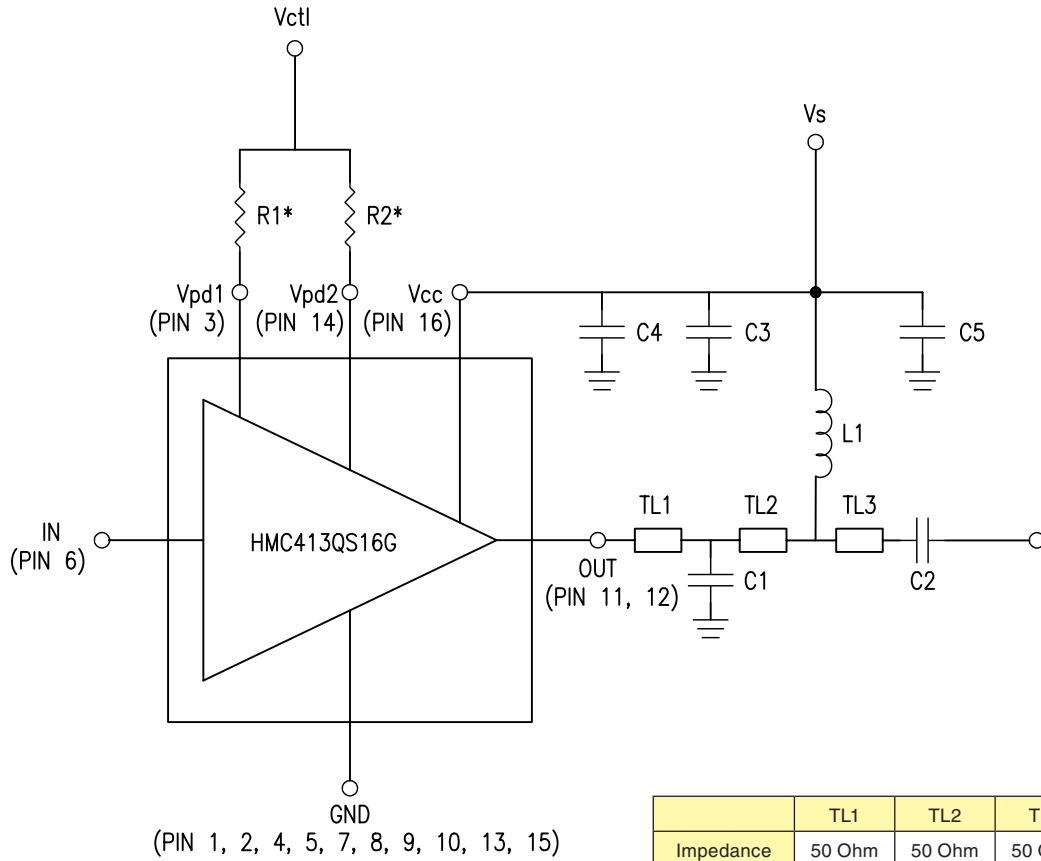 Vctl
Vs
R1*
R2*
Vpd1
(PIN 3)
Vpd2
(PIN 14)
Vcc
(PIN 16)
C4
C3
C5
L1
TL1
TL2
TL3
IN
(PIN 6)
HMC413QS16G
OUT
(PIN 11, 12)
C1
C2
GND
(PIN 1, 2, 4, 5, 7, 8, 9, 10, 13, 15)
TL1 TL2
Impedance 50 Ohm 50 Ohm 50